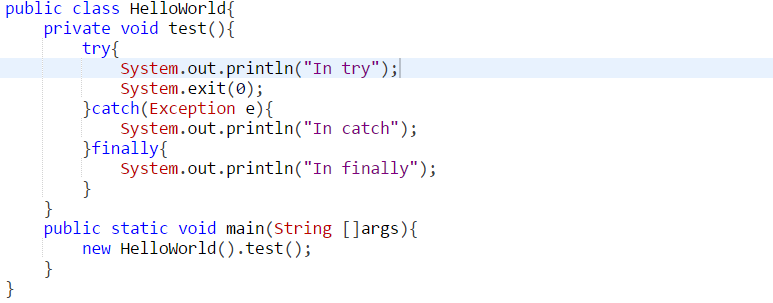 public class HelloWorld{
    private void test(){
        try{
            System.out.println("In try");
            System.exit(0);
        }catch(Exception e){
            System.out.println("In catch");
        }finally{
            System.out.println("In finally");
        }
    }
    public static void main(String []args){
        new HelloWorld().test();
    }
}